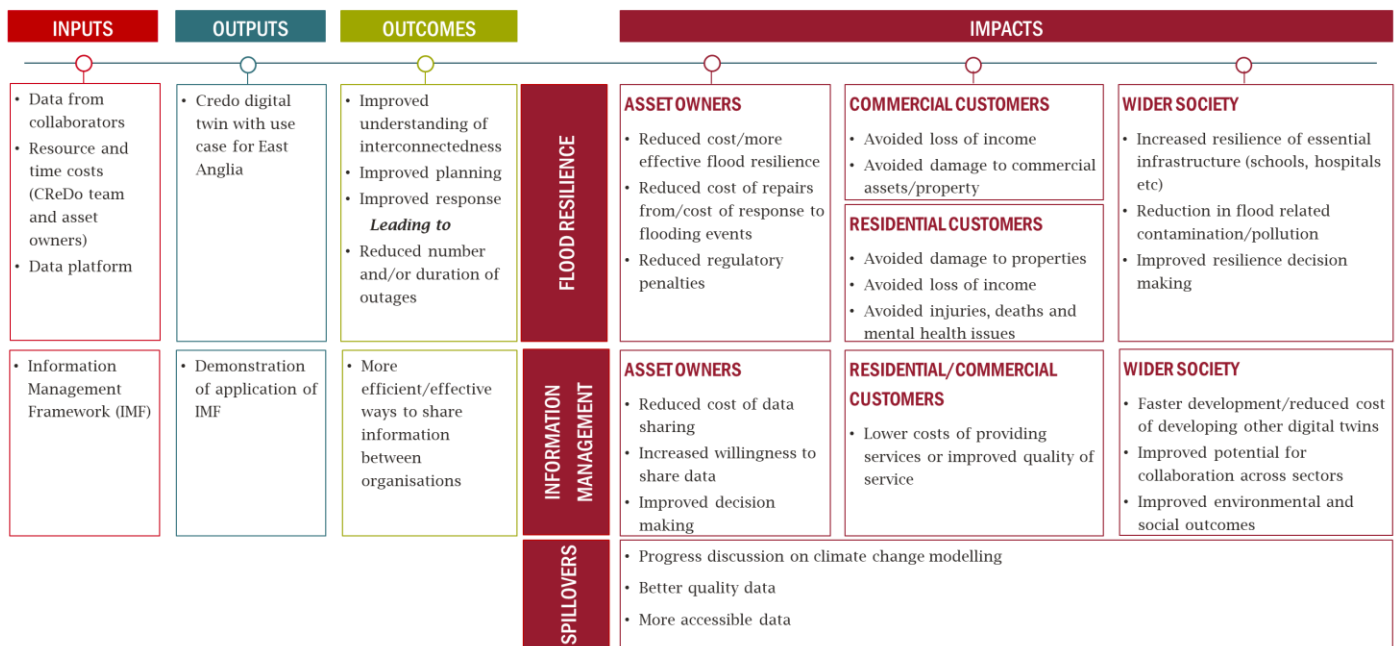 INPUTS
OUTPUTS
OUTCOMES
IMPACTS
• Data from
collaborators
• Resource and
time costs
(CReDo team
and asset
owners)
• Data platform
• Credo digital
twin with use
case for East
Anglia
• Improved
understanding of
interconnectedness
• Improved planning
• Improved response
Leading to
• Reduced number
and/or duration of
outages
FLOOD RESILIENCE
ASSET OWNERS
• Reduced cost/more
effective flood resilience
• Reduced cost of repairs
from/cost of response to
flooding events
• Reduced regulatory
penalties
COMMERCIAL CUSTOMERS
• Avoided loss of income
• Avoided damage to commercial
assets/property
RESIDENTIAL CUSTOMERS
• Avoided damage to properties
• Avoided loss of income
• Avoided injuries, deaths and
mental health issues
WIDER SOCIETY
• Increased resilience of essential
infrastructure (schools, hospitals
etc)
• Reduction in flood related
contamination/pollution
• Improved resilience decision
making
• Information
Management
Framework (IMF)
• Demonstration
of application of
IMF
• More
efficient/effective
ways to share
information
between
organisations
INFORMATION
MANAGEMENT
ASSET OWNERS
• Reduced cost of data
sharing
• Increased willingness to
share data
• Improved decision
making
RESIDENTIAL/COMMERCIAL
CUSTOMERS
• Lower costs of providing
services or improved quality of
service
WIDER SOCIETY
• Faster development/reduced cost
of developing other digital twins
• Improved potential for
collaboration across sectors
• Improved environmental and
social outcomes
SPILLOVERS
• Progress discussion on climate change modelling
• Better quality data
• More accessible data